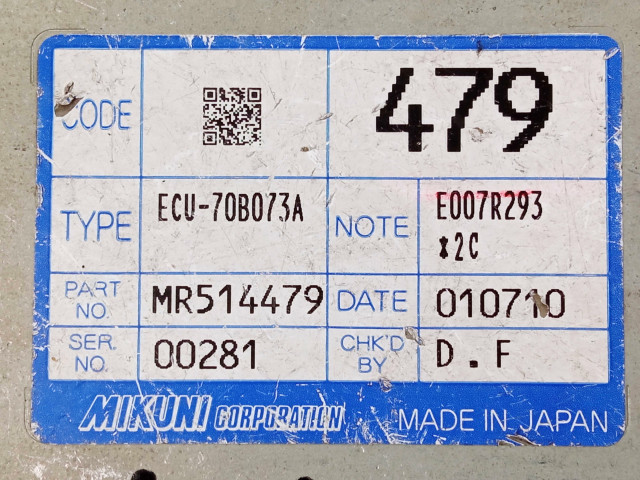 CODE 479
TYPE ECU-70B073A NOTE E007R293
*2C
PART NO. MR514479 DATE 010710
SER. NO. 00281 CHK'D BY D.F
MIKUNI CORPORATION MADE IN JAPAN